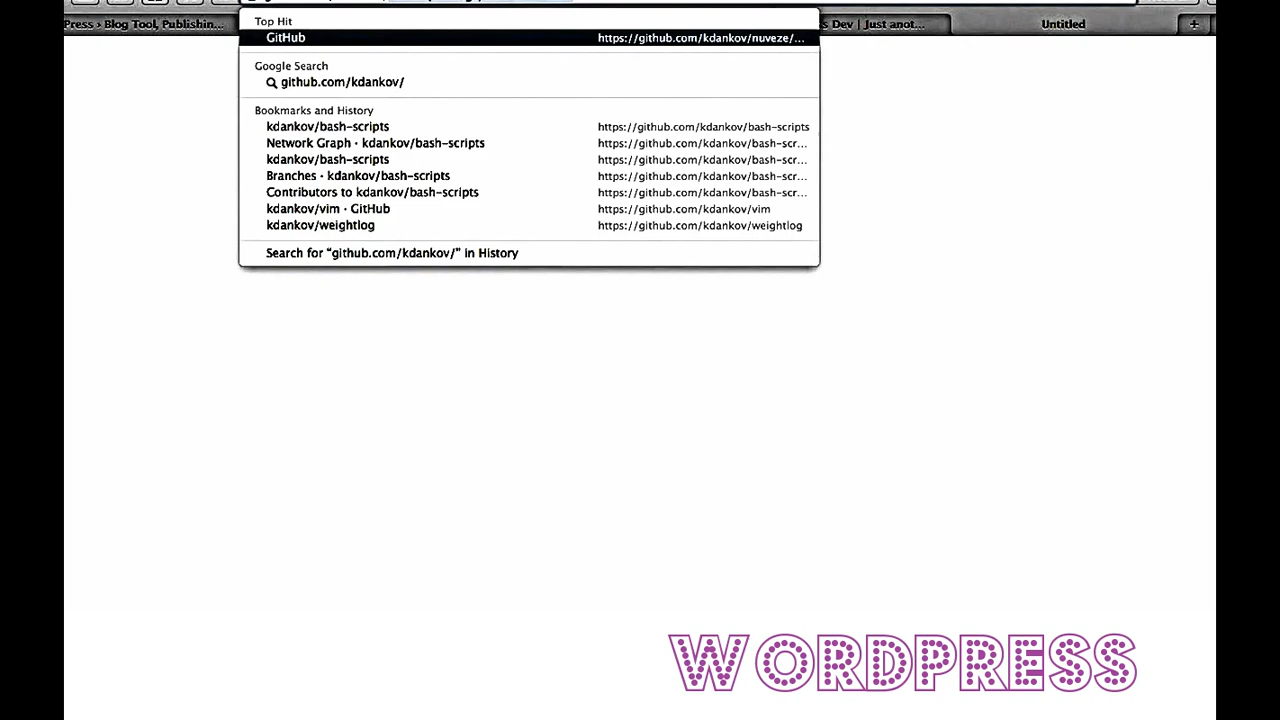 Press › Blog Tool, Publishin...
s Dev | Just anot...
Untitled
+
Top Hit
GitHub https://github.com/kdankov/nuveze/...
Google Search
github.com/kdankov/
Bookmarks and History
kdankov/bash-scripts https://github.com/kdankov/bash-scripts
Network Graph · kdankov/bash-scripts https://github.com/kdankov/bash-scr...
kdankov/bash-scripts https://github.com/kdankov/bash-scr...
Branches · kdankov/bash-scripts https://github.com/kdankov/bash-scr...
Contributors to kdankov/bash-scripts https://github.com/kdankov/bash-scr...
kdankov/vim · GitHub https://github.com/kdankov/vim
kdankov/weightlog https://github.com/kdankov/weightlog
Search for “github.com/kdankov/” in History
WORDPRESS